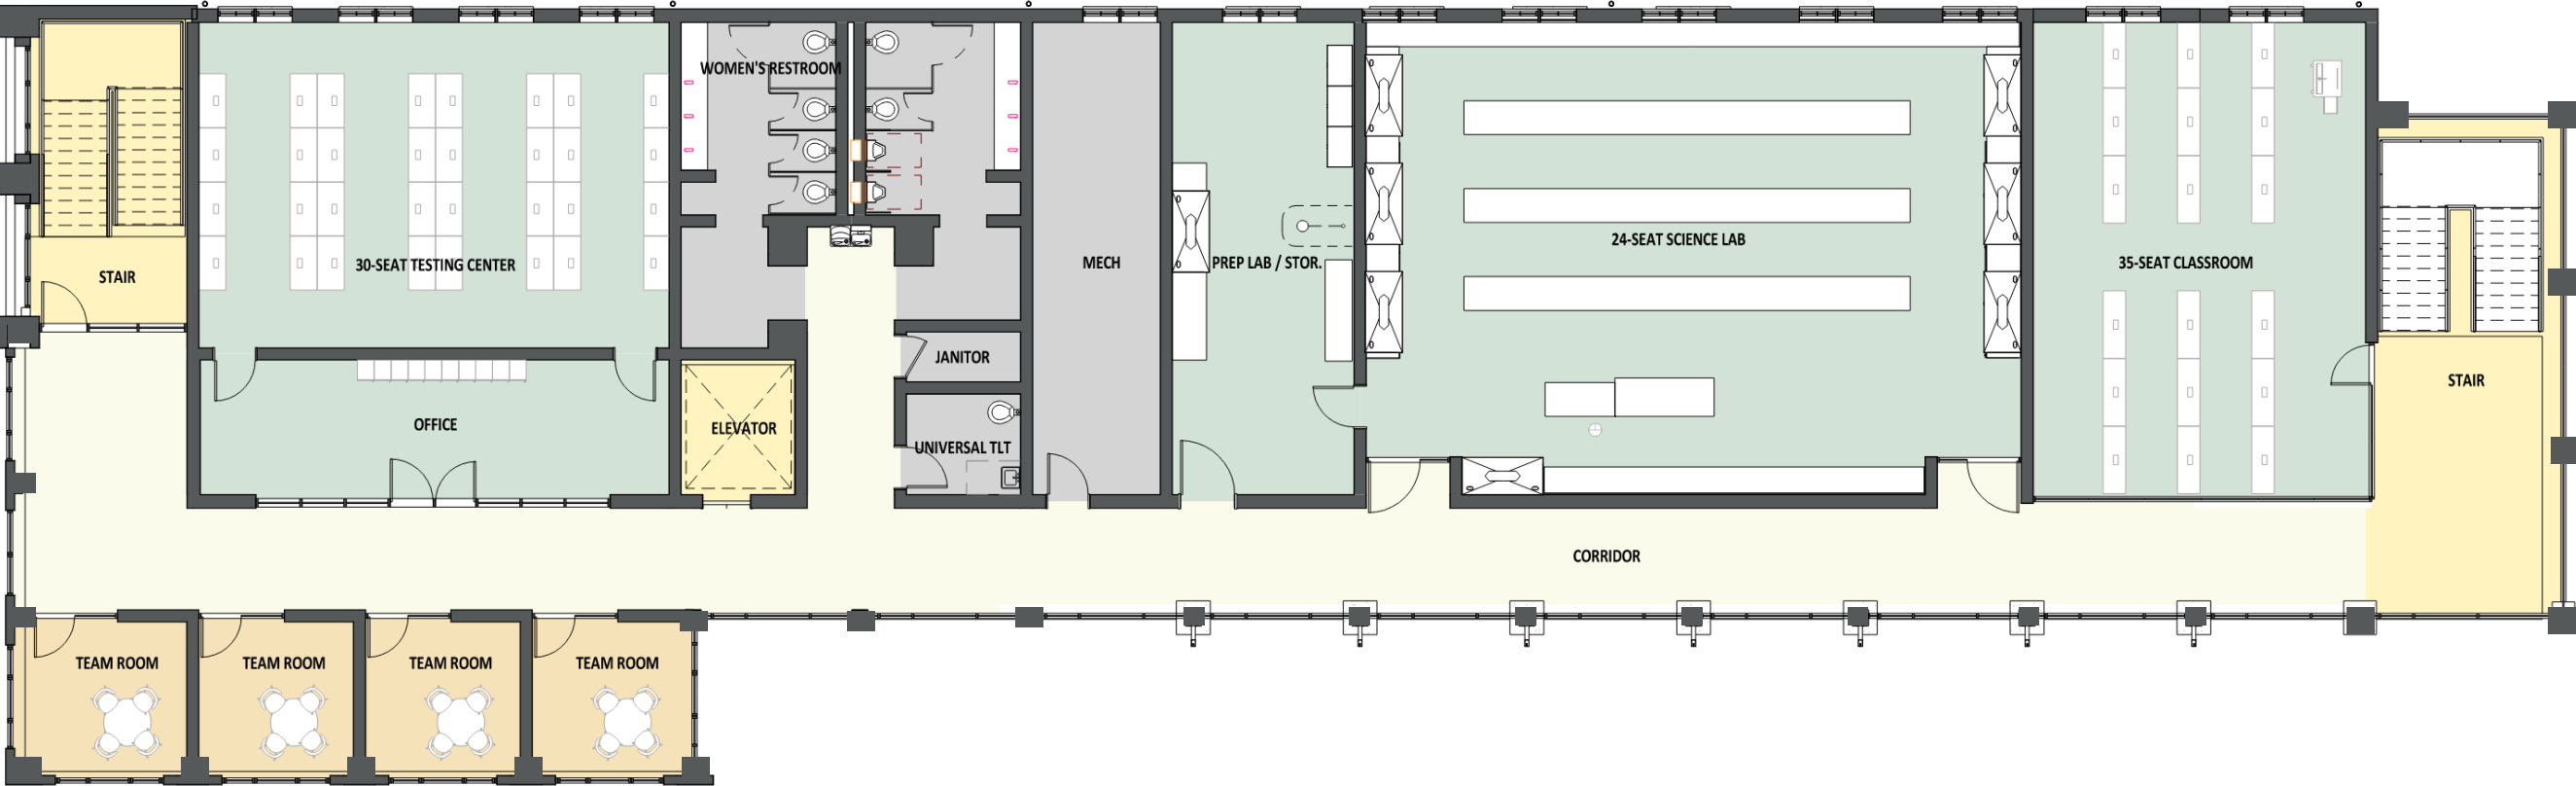 WOMEN'S RESTROOM
24-SEAT SCIENCE LAB
STAIR
30-SEAT TESTING CENTER
MECH
PREP LAB / STOR.
35-SEAT CLASSROOM
JANITOR
STAIR
OFFICE
ELEVATOR
UNIVERSAL TLT
CORRIDOR
TEAM ROOM
TEAM ROOM
TEAM ROOM
TEAM ROOM